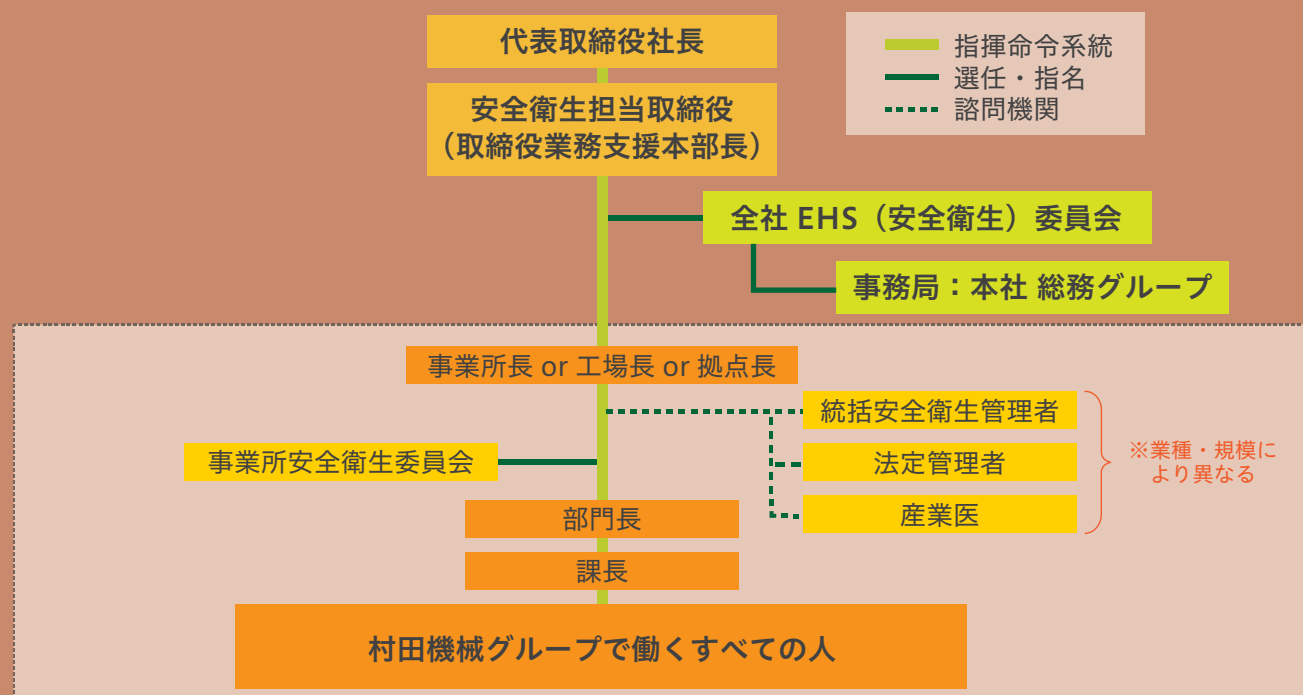 代表取締役社長
指揮命令系統
選任・指名
諮問機関
安全衛生担当取締役
（取締役業務支援本部長）
全社 EHS（安全衛生）委員会
事務局：本社 総務グループ
事業所長 or 工場長 or 拠点長
統括安全衛生管理者
事業所安全衛生委員会
法定管理者
※業種・規模に
より異なる
産業医
部門長
課長
村田機械グループで働くすべての人